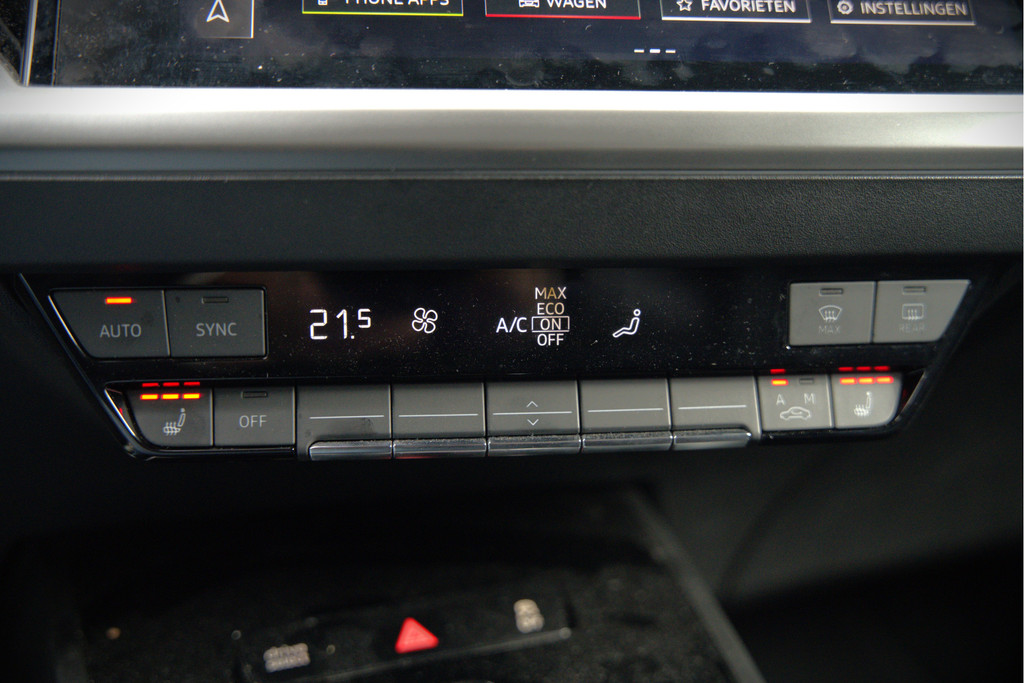 PHONE APPS
WAGEN
FAVORIETEN
INSTELLINGEN
AUTO
SYNC
21.5
A/C
MAX
ECO
ON
OFF
MAX
REAR
OFF
A M